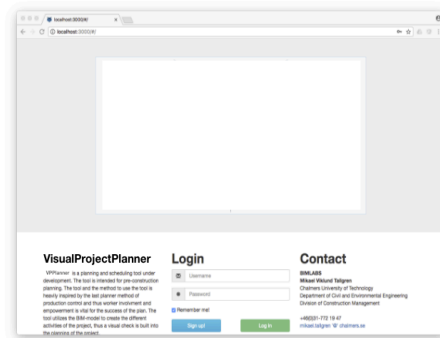 localhost:3000/#/
localhost:3000/#/
VisualProjectPlanner
VPPlanner is a planning and scheduling tool under
development. The tool is intended for pre-construction
planning. The tool and the method to use the tool is
heavily inspired by the last planner method of
production control and thus worker involvment and
empowerment is vital for the success of the plan. The
tool utilizes the BIM-model to create the different
activities of the project, thus a visual check is built into
the planning of the project.
Login
Username
Password
Remember me!
Sign up!
Log in
Contact
BIMLABS
Mikael Viklund Tallgren
Chalmers University of Technology
Department of Civil and Environmental Engineering
Division of Construction Management
+46(0)31-772 19 47
mikael.tallgren chalmers.se